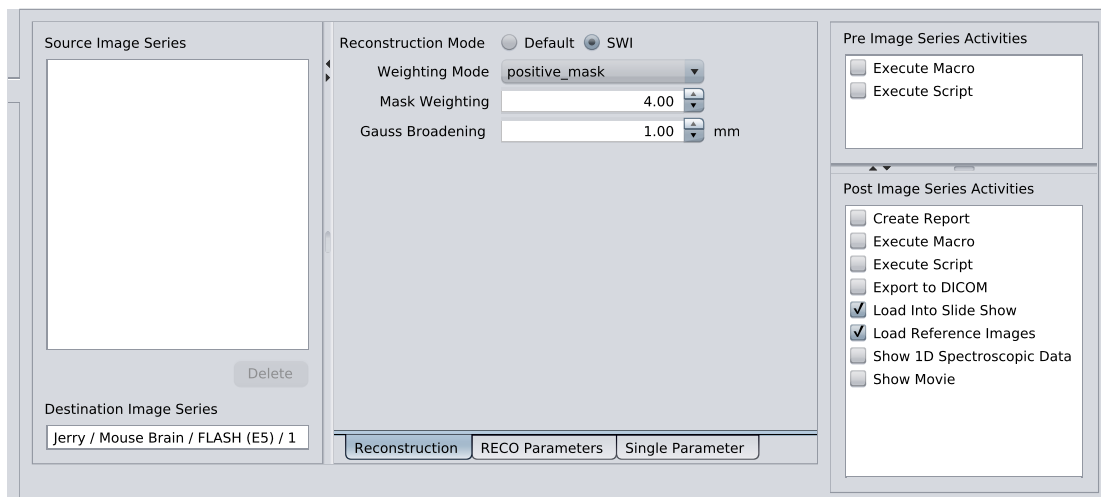 Source Image Series
Delete
Destination Image Series
Jerry / Mouse Brain / FLASH (E5) / 1
Reconstruction Mode Default SWI
Weighting Mode positive_mask
Mask Weighting 4.00
Gauss Broadening 1.00 mm
Reconstruction RECO Parameters Single Parameter
Pre Image Series Activities
Execute Macro
Execute Script
Post Image Series Activities
Create Report
Execute Macro
Execute Script
Export to DICOM
Load Into Slide Show
Load Reference Images
Show 1D Spectroscopic Data
Show Movie